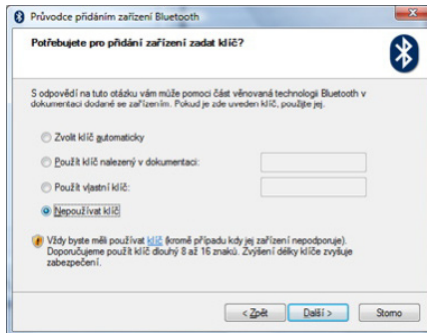 Průvodce přidáním zařízení Bluetooth
Potřebujete pro přidání zařízení zadat klíč?
S odpovědí na tuto otázku vám může pomoci část věnovaná technologii Bluetooth v
dokumentaci dodané se zařízením. Pokud je zde uveden klíč, použijte jej.
Zvolit klíč automaticky
Použít klíč nalezený v dokumentaci:
Použít vlastní klíč:
Nepoužívat klíč
Vždy byste měli používat klíč (kromě případu kdy jej zařízení nepodporuje).
Doporučujeme použít klíč dlouhý 8 až 16 znaků. Zvýšení délky klíče zvyšuje
zabezpečení.
< Zpět Další > Storno